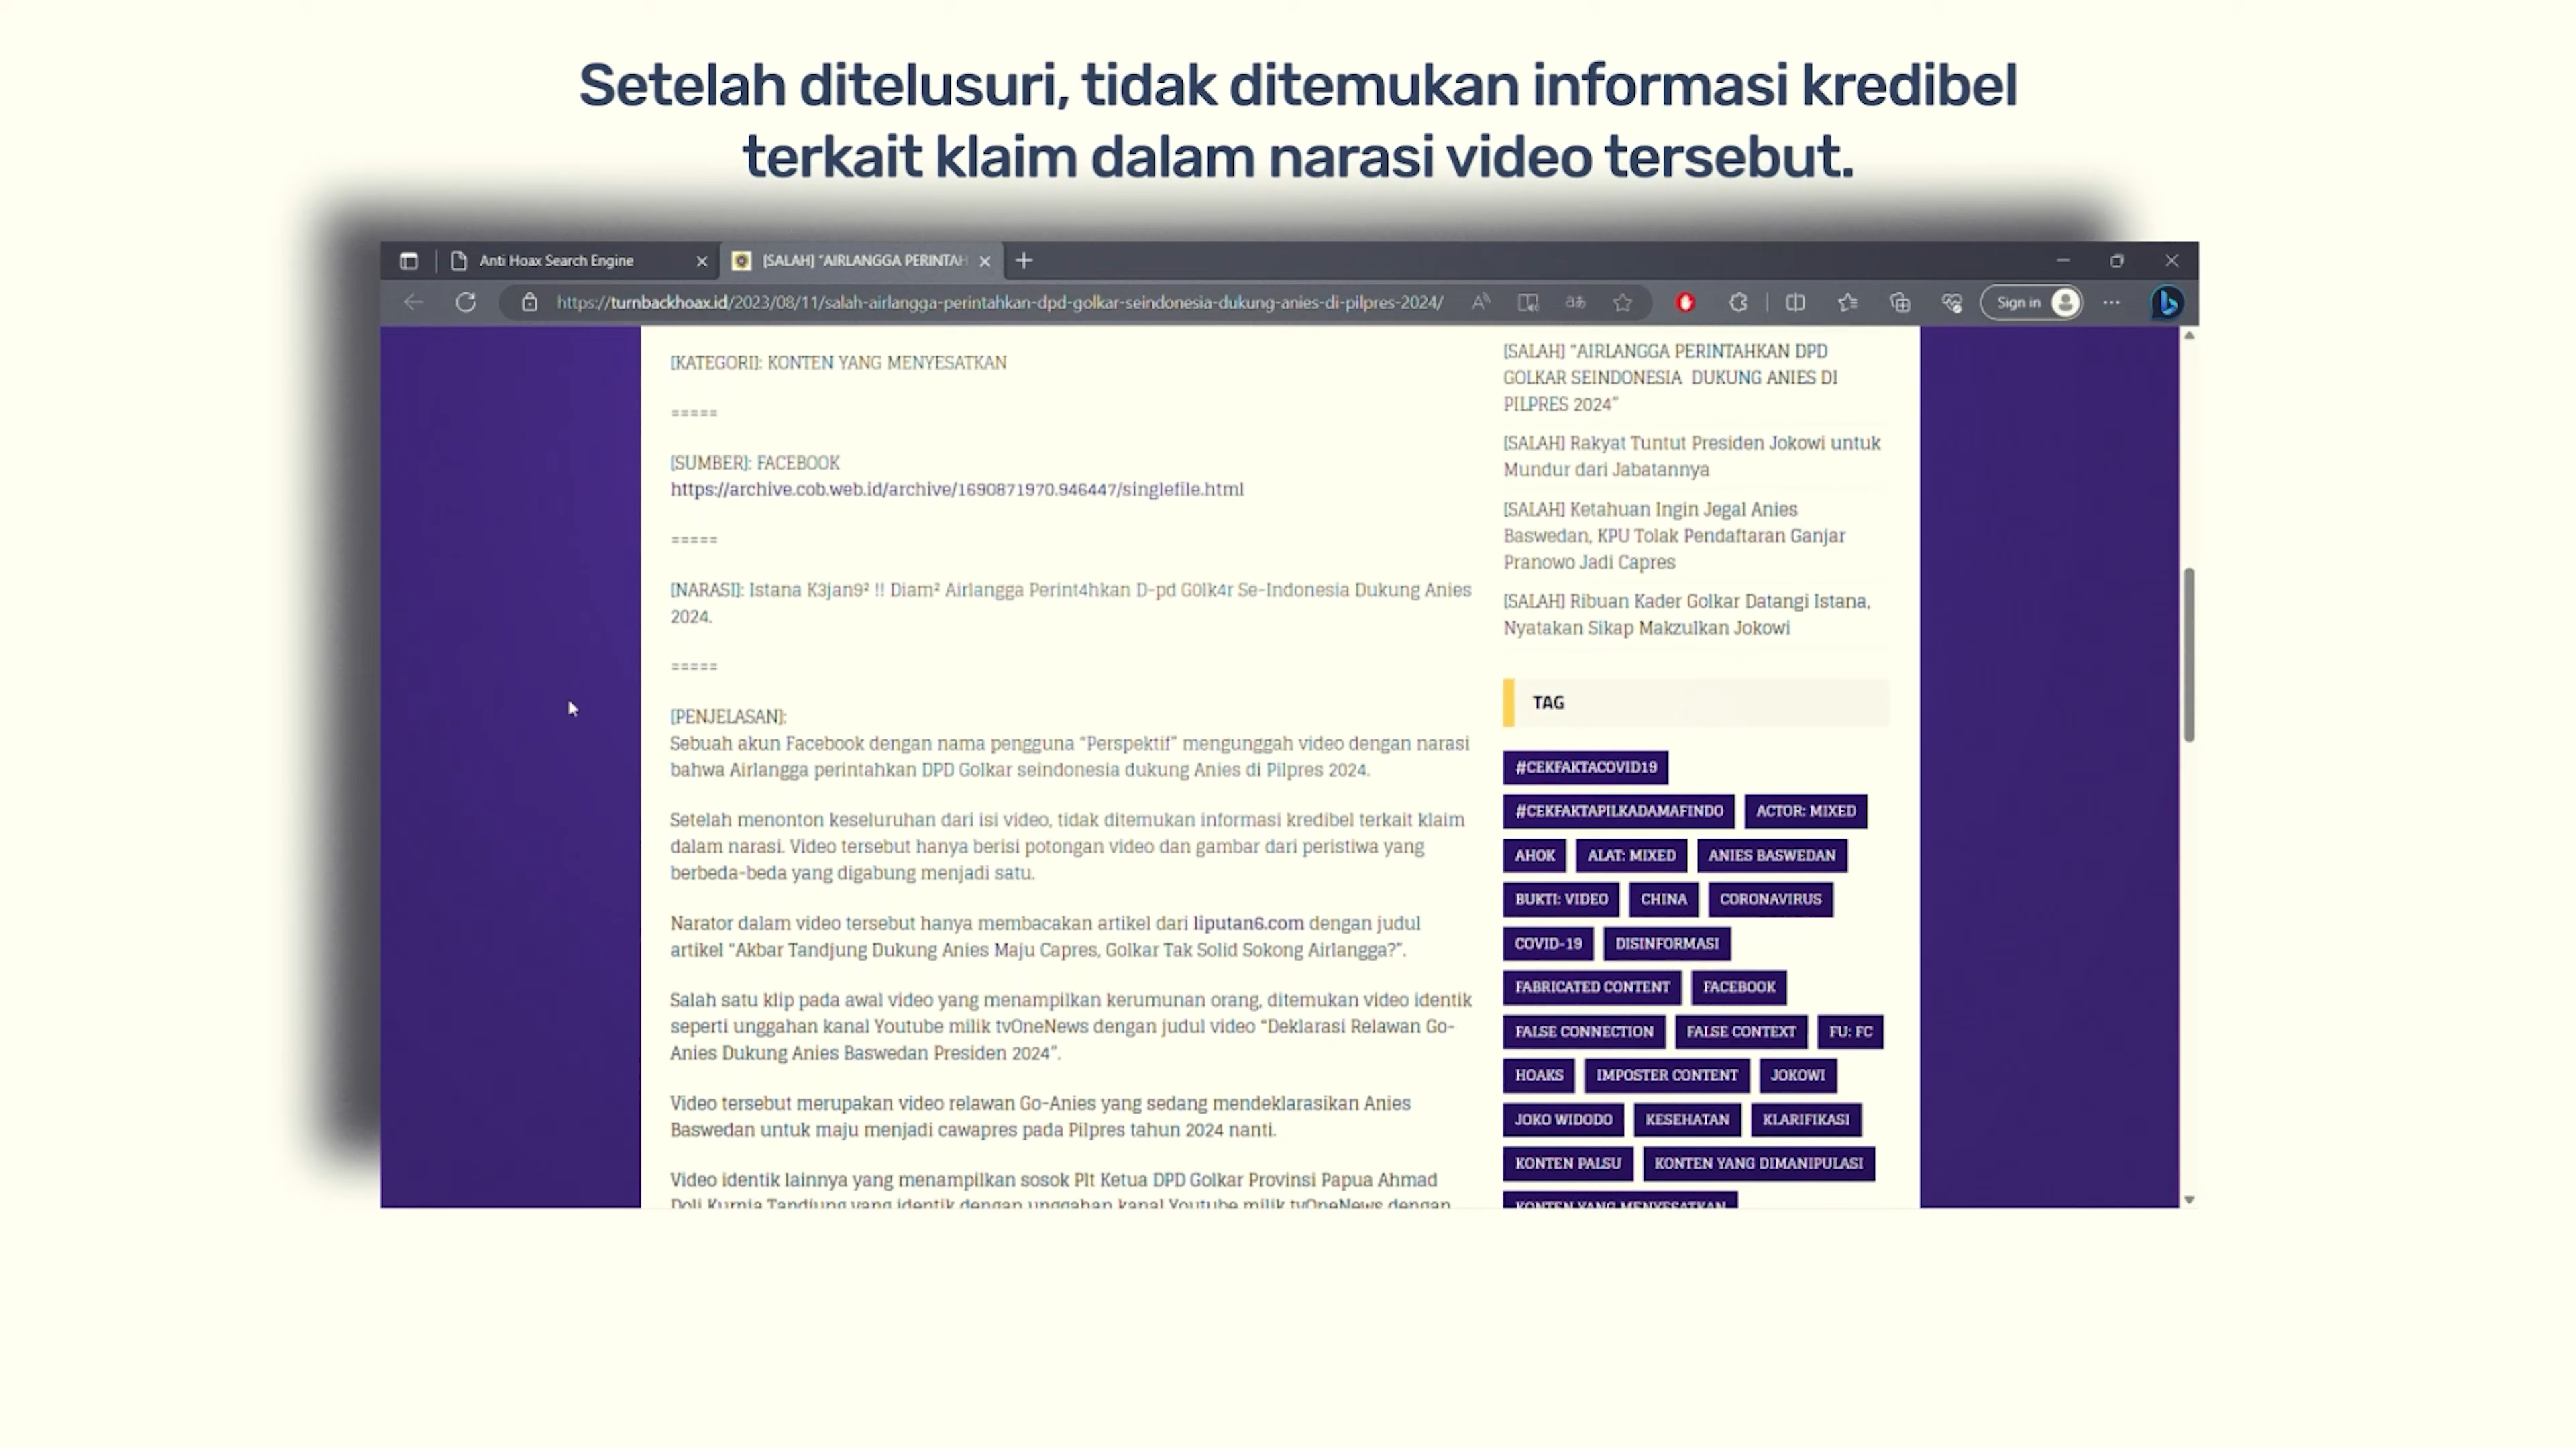 Setelah ditelusuri, tidak ditemukan informasi kredibel
terkait klaim dalam narasi video tersebut.
Anti Hoax Search Engine
[SALAH] "AIRLANGGA PERINTAH
https://turnbackhoax.id/2023/08/11/salah-airlangga-perintahkan-dpd-golkar-seindonesia-dukung-anies-di-pilpres-2024/
Sign in
[KATEGORI]: KONTEN YANG MENYESATKAN
=====
[SUMBER]: FACEBOOK
https://archive.cob.web.id/archive/1690871970.946447/singlefile.html
=====
[NARASI]: Istana K3jan9² !! Diam² Airlangga Perint4hkan D-pd G0lk4r Se-Indonesia Dukung Anies
2024.
=====
[PENJELASAN]:
Sebuah akun Facebook dengan nama pengguna “Perspektif” mengunggah video dengan narasi
bahwa Airlangga perintahkan DPD Golkar seindonesia dukung Anies di Pilpres 2024.
Setelah menonton keseluruhan dari isi video, tidak ditemukan informasi kredibel terkait klaim
dalam narasi. Video tersebut hanya berisi potongan video dan gambar dari peristiwa yang
berbeda-beda yang digabung menjadi satu.
Narator dalam video tersebut hanya membacakan artikel dari liputan6.com dengan judul
artikel “Akbar Tandjung Dukung Anies Maju Capres, Golkar Tak Solid Sokong Airlangga?”.
Salah satu klip pada awal video yang menampilkan kerumunan orang, ditemukan video identik
seperti unggahan kanal Youtube milik tvOneNews dengan judul video “Deklarasi Relawan Go-
Anies Dukung Anies Baswedan Presiden 2024”.
Video tersebut merupakan video relawan Go-Anies yang sedang mendeklarasikan Anies
Baswedan untuk maju menjadi cawapres pada Pilpres tahun 2024 nanti.
Video identik lainnya yang menampilkan sosok Plt Ketua DPD Golkar Provinsi Papua Ahmad
Doli Kurnia Tandjung yang identik dengan unggahan kanal Youtube milik tvOneNews dengan
[SALAH] “AIRLANGGA PERINTAHKAN DPD
GOLKAR SEINDONESIA DUKUNG ANIES DI
PILPRES 2024”
[SALAH] Rakyat Tuntut Presiden Jokowi untuk
Mundur dari Jabatannya
[SALAH] Ketahuan Ingin Jegal Anies
Baswedan, KPU Tolak Pendaftaran Ganjar
Pranowo Jadi Capres
[SALAH] Ribuan Kader Golkar Datangi Istana,
Nyatakan Sikap Makzulkan Jokowi
TAG
#CEKFAKTACOVID19
#CEKFAKTAPILKADAMAFINDO ACTOR: MIXED
AHOK ALAT: MIXED ANIES BASWEDAN
BUKTI: VIDEO CHINA CORONAVIRUS
COVID-19 DISINFORMASI
FABRICATED CONTENT FACEBOOK
FALSE CONNECTION FALSE CONTEXT FU: FC
HOAKS IMPOSTER CONTENT JOKOWI
JOKO WIDODO KESEHATAN KLARIFIKASI
KONTEN PALSU KONTEN YANG DIMANIPULASI
KONTEN YANG MENYESATKAN